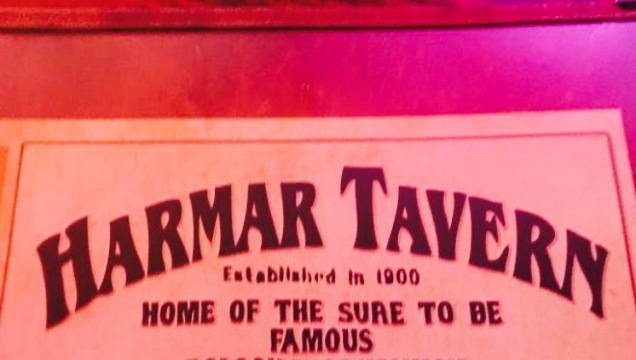 HARMAR TAVERN
Established in 1900
HOME OF THE SURE TO BE
FAMOUS